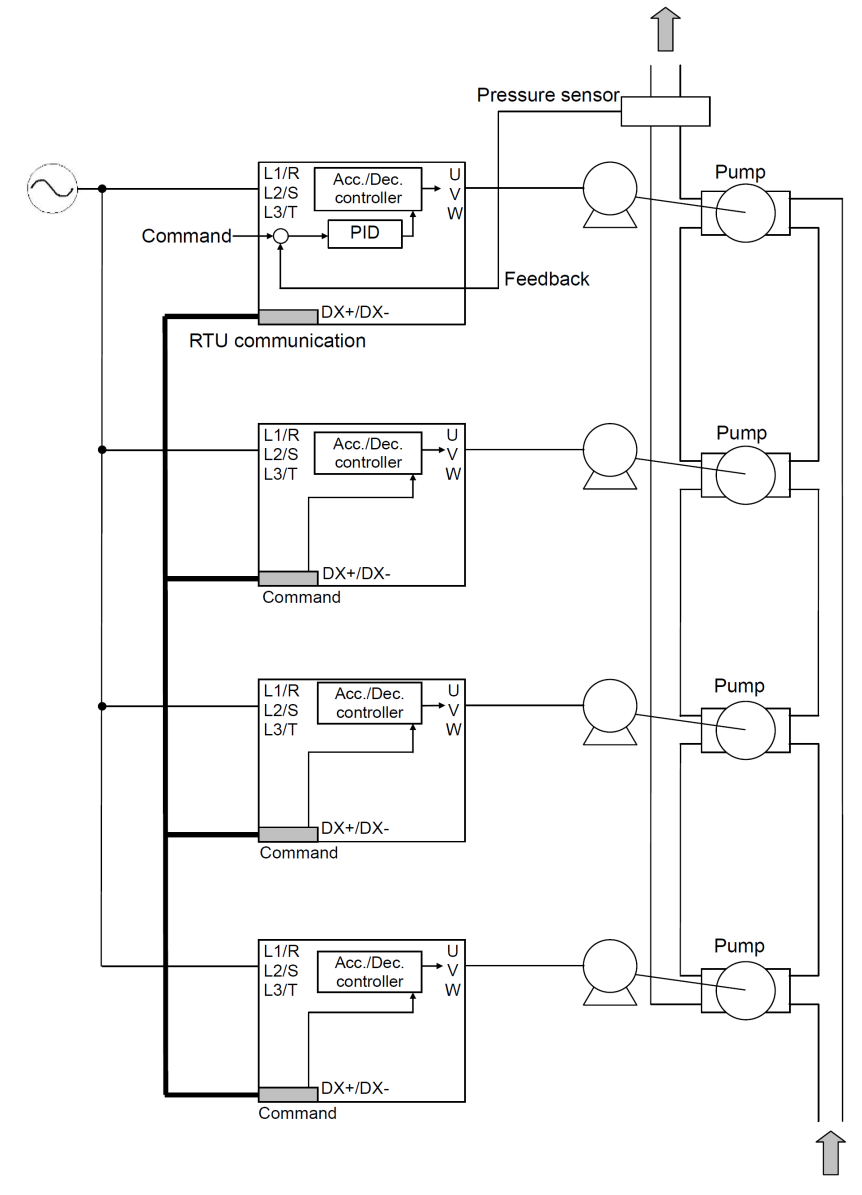 Pressure sensor
L1/R
L2/S
L3/T
Acc./Dec.
controller
U
V
W
Pump
Command
PID
Feedback
DX+/DX-
RTU communication
L1/R
L2/S
L3/T
Acc./Dec.
controller
U
V
W
Pump
DX+/DX-
Command
L1/R
L2/S
L3/T
Acc./Dec.
controller
U
V
W
Pump
DX+/DX-
Command
L1/R
L2/S
L3/T
Acc./Dec.
controller
U
V
W
Pump
DX+/DX-
Command